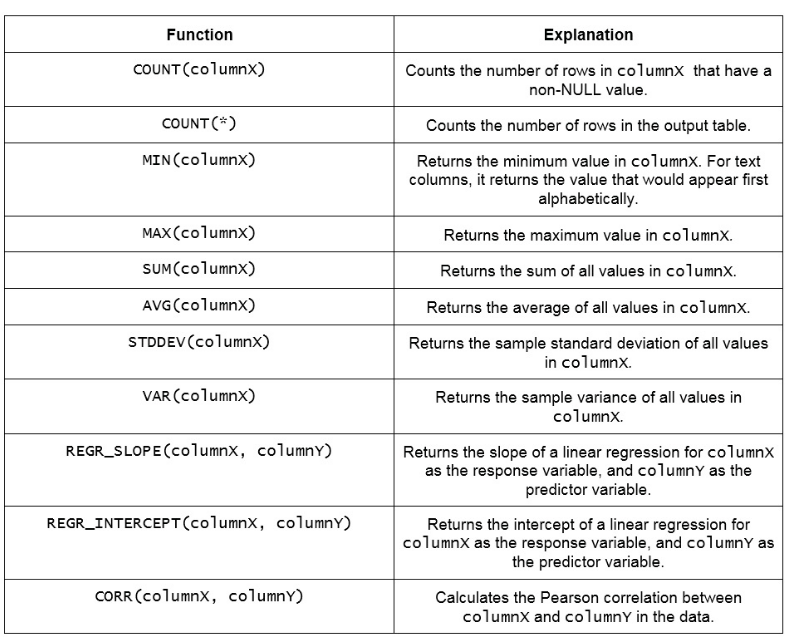 Function
Explanation
COUNT(columnX)
Counts the number of rows in columnX that have a
non-NULL value.
COUNT(*)
Counts the number of rows in the output table.
MIN(columnX)
Returns the minimum value in columnX. For text
columns, it returns the value that would appear first
alphabetically.
MAX(columnX)
Returns the maximum value in columnX.
SUM(columnX)
Returns the sum of all values in columnX.
AVG(columnX)
Returns the average of all values in columnX.
STDDEV(columnX)
Returns the sample standard deviation of all values
in columnX.
VAR(columnX)
Returns the sample variance of all values in
columnX.
REGR_SLOPE(columnX, columnY)
Returns the slope of a linear regression for columnX
as the response variable, and columnY as the
predictor variable.
REGR_INTERCEPT(columnX, columnY)
Returns the intercept of a linear regression for
columnX as the response variable, and columnY as
the predictor variable.
CORR(columnX, columnY)
Calculates the Pearson correlation between
columnX and columnY in the data.